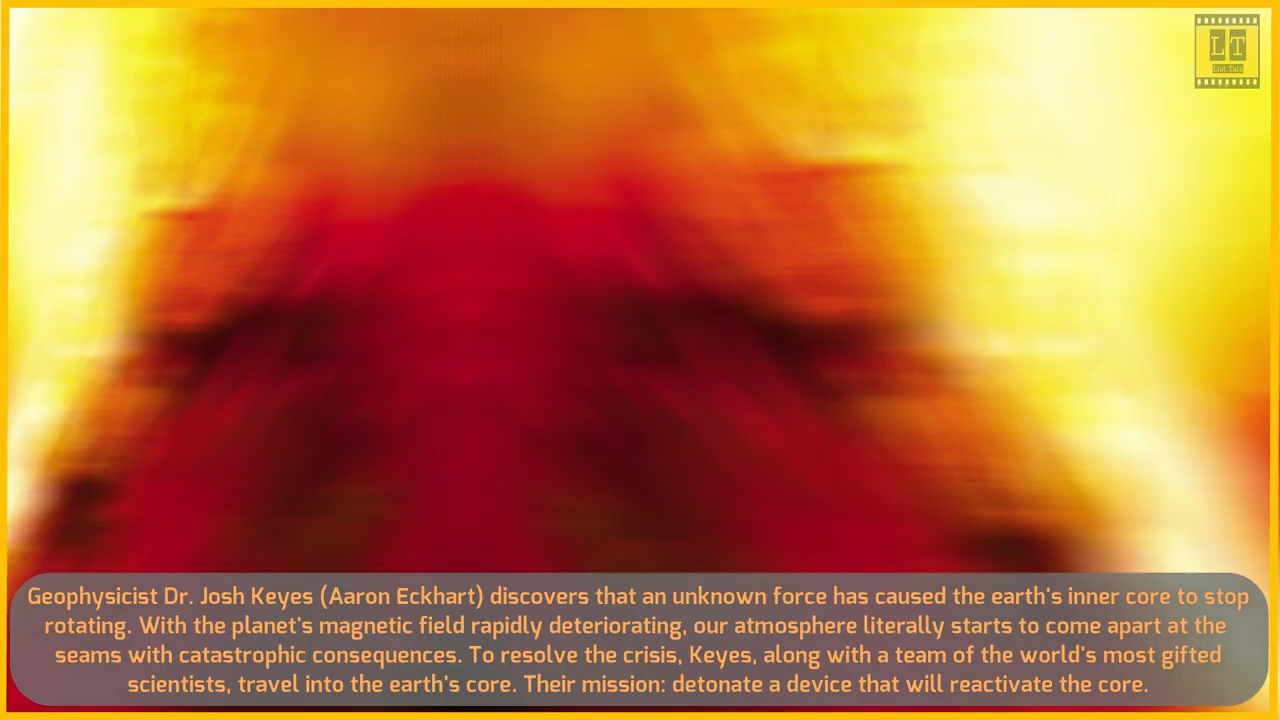 LT
List Talk
Geophysicist Dr. Josh Keyes (Aaron Eckhart) discovers that an unknown force has caused the earth's inner core to stop
rotating. With the planet's magnetic field rapidly deteriorating, our atmosphere literally starts to come apart at the
seams with catastrophic consequences. To resolve the crisis, Keyes, along with a team of the world's most gifted
scientists, travel into the earth's core. Their mission: detonate a device that will reactivate the core.